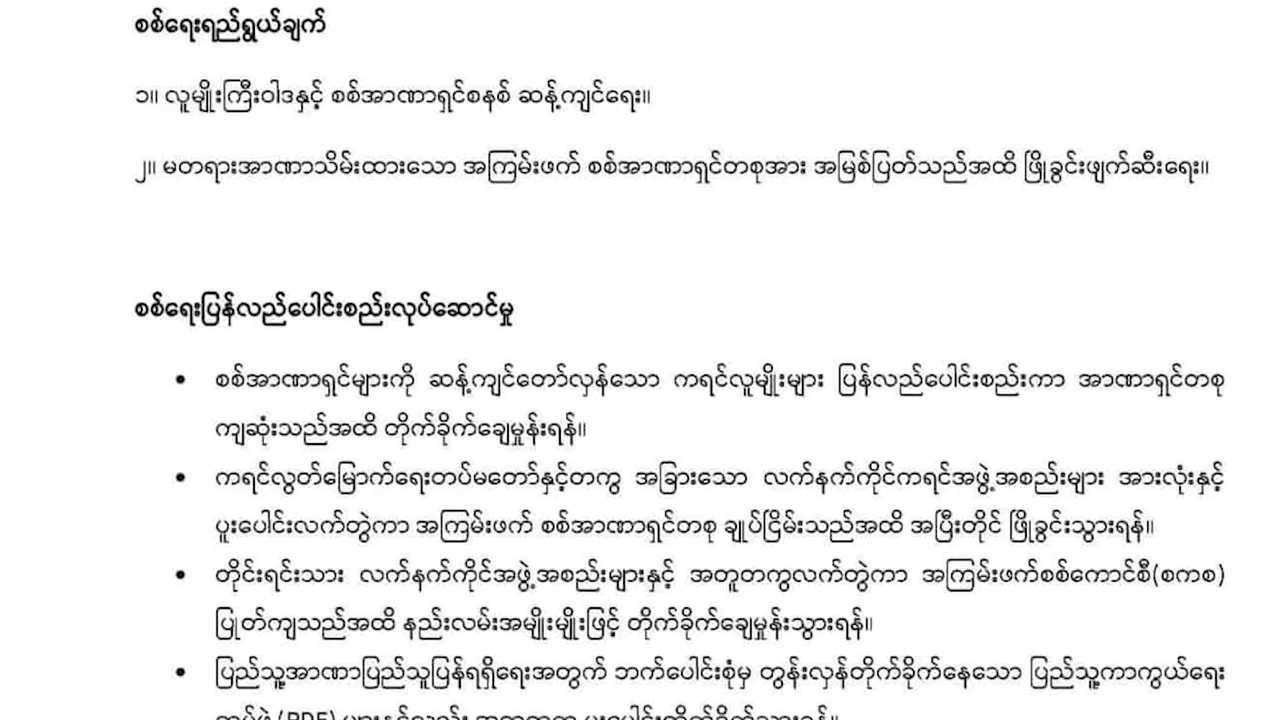 စစ်ရေးရည်ရွယ်ချက်
၁။ လူမျိုးကြီးဝါဒနှင့် စစ်အာဏာရှင်စနစ် ဆန့်ကျင်ရေး။
၂။ မတရားအာဏာသိမ်းထားသော အကြမ်းဖက် စစ်အာဏာရှင်တစုအား အမြစ်ပြတ်သည်အထိ ဖြိုခွင်းဖျက်ဆီးရေး။
စစ်ရေးပြန်လည်ပေါင်းစည်းလုပ်ဆောင်မှု
• စစ်အာဏာရှင်များကို ဆန့်ကျင်တော်လှန်သော ကရင်လူမျိုးများ ပြန်လည်ပေါင်းစည်းကာ အာဏာရှင်တစု
ကျဆုံးသည်အထိ တိုက်ခိုက်ချေမှုန်းရန်။
• ကရင်လွတ်မြောက်ရေးတပ်မတော်နှင့်တကွ အခြားသော လက်နက်ကိုင်ကရင်အဖွဲ့အစည်းများ အားလုံးနှင့်
ပူးပေါင်းလက်တွဲကာ အကြမ်းဖက် စစ်အာဏာရှင်တစု ချုပ်ငြိမ်းသည်အထိ အပြီးတိုင် ဖြိုခွင်းသွားရန်။
• တိုင်းရင်းသား လက်နက်ကိုင်အဖွဲ့အစည်းများနှင့် အတူတကွလက်တွဲကာ အကြမ်းဖက်စစ်ကောင်စီ(စကစ)
ပြုတ်ကျသည်အထိ နည်းလမ်းအမျိုးမျိုးဖြင့် တိုက်ခိုက်ချေမှုန်းသွားရန်။
• ပြည်သူ့အာဏာပြည်သူပြန်ရရှိရေးအတွက် ဘက်ပေါင်းစုံမှ တွန်းလှန်တိုက်ခိုက်နေသော ပြည်သူ့ကာကွယ်ရေး